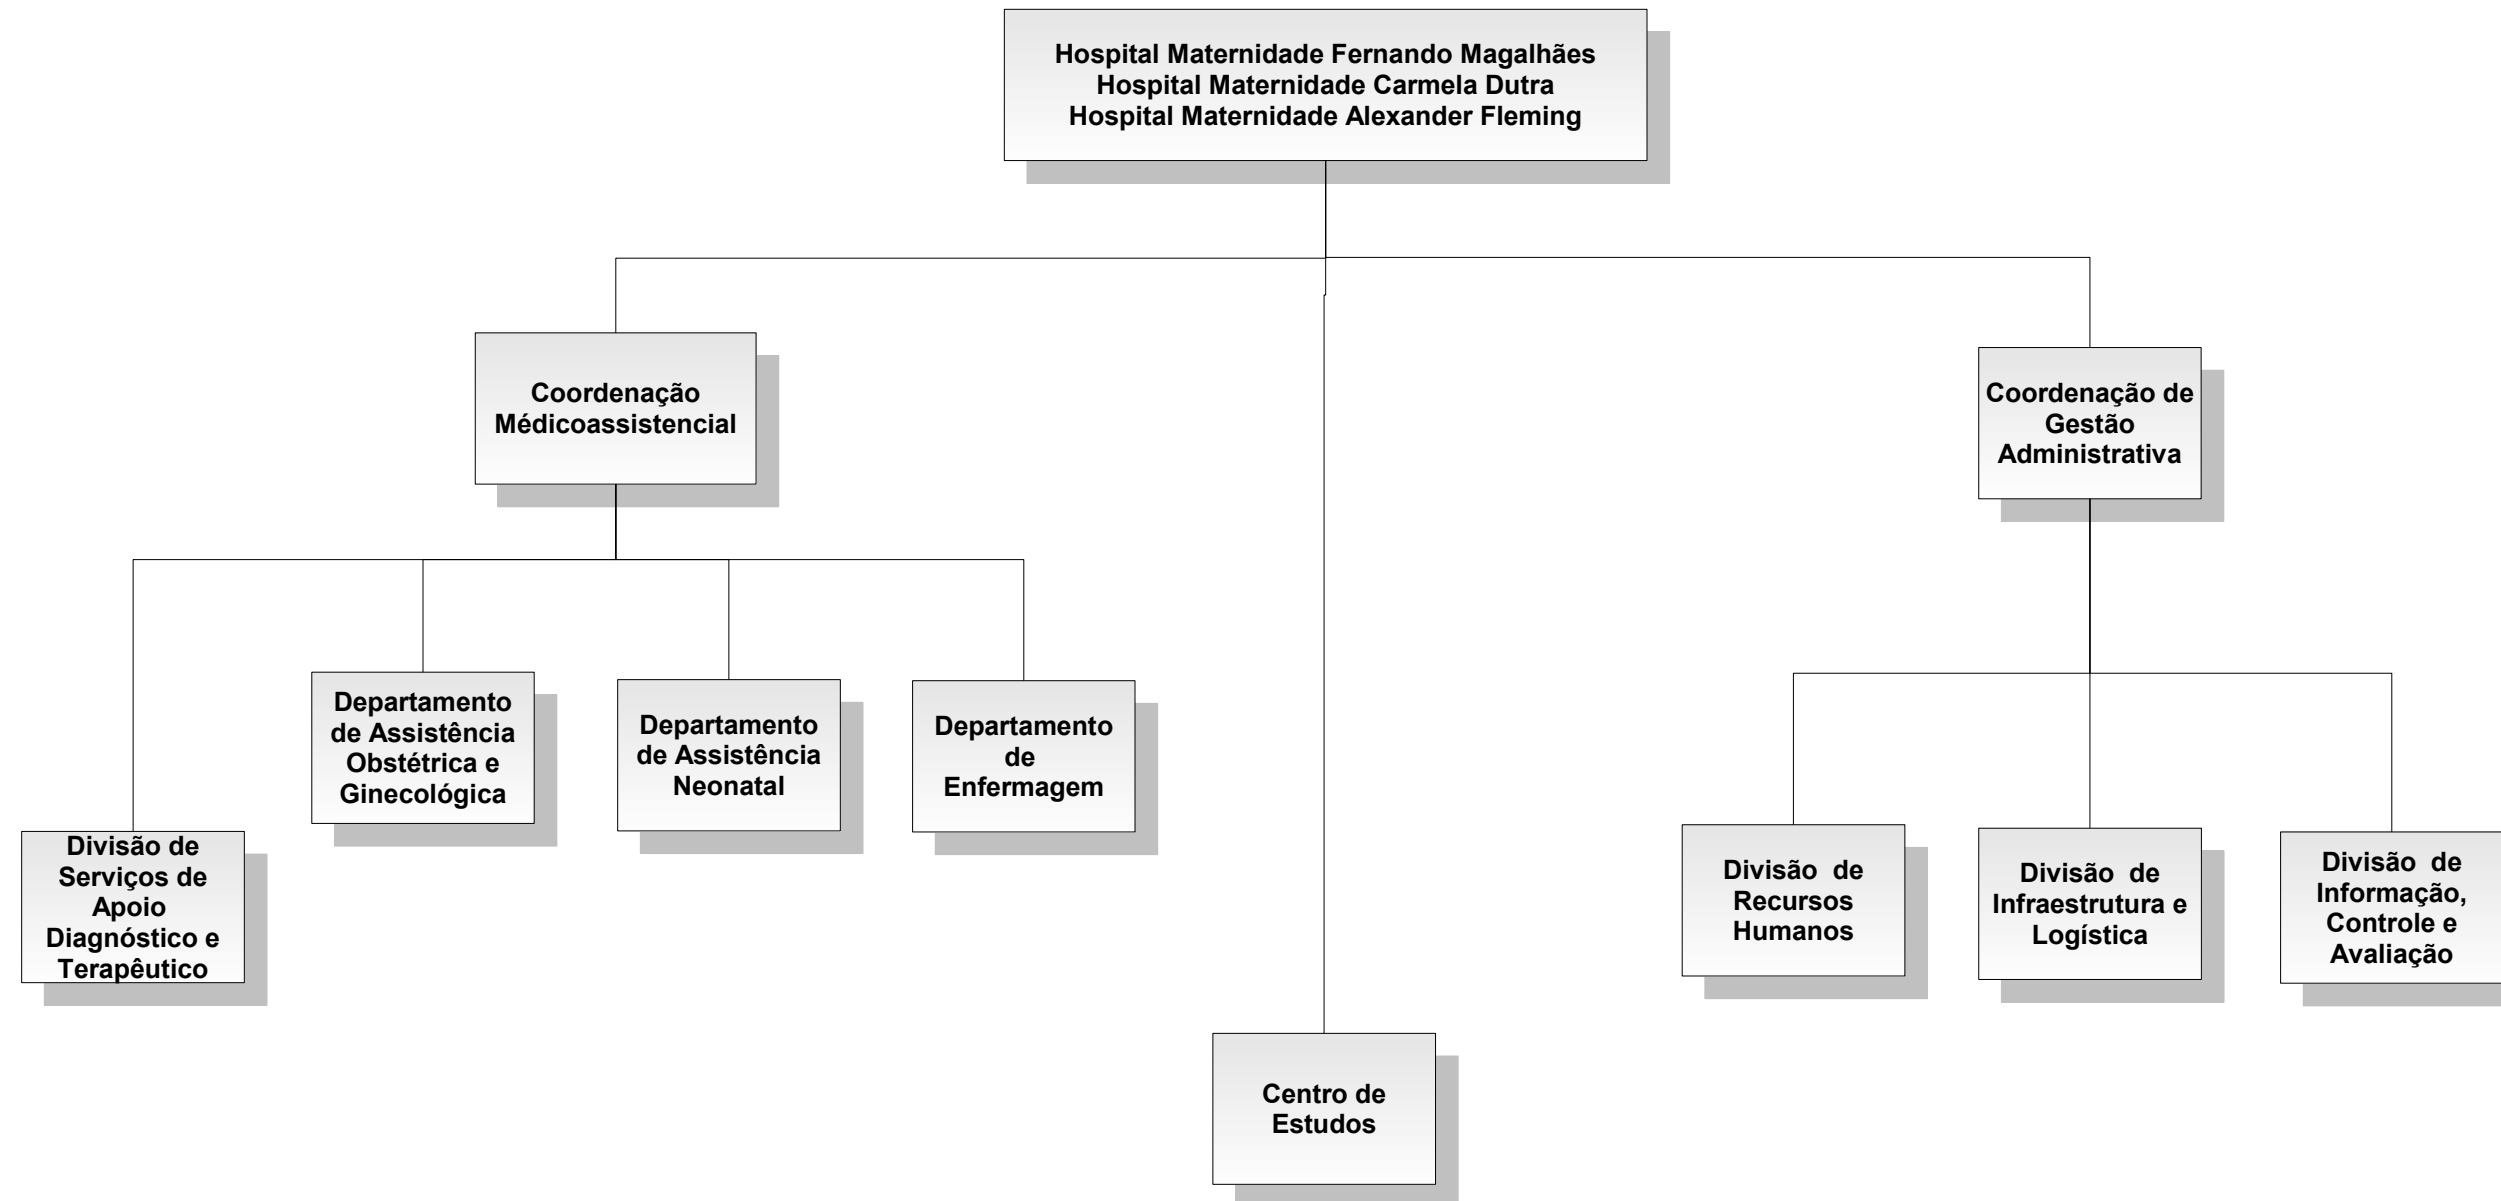 Hospital Maternidade Fernando Magalhães
Hospital Maternidade Carmela Dutra
Hospital Maternidade Alexander Fleming
Coordenação
Médicoassistencial
Coordenação de
Gestão
Administrativa
Departamento
de Assistência
Obstétrica e
Ginecológica
Departamento
de Assistência
Neonatal
Departamento
de
Enfermagem
Divisão de
Serviços de
Apoio
Diagnóstico e
Terapêutico
Divisão de
Recursos
Humanos
Divisão de
Infraestrutura e
Logística
Divisão de
Informação,
Controle e
Avaliação
Centro de
Estudos